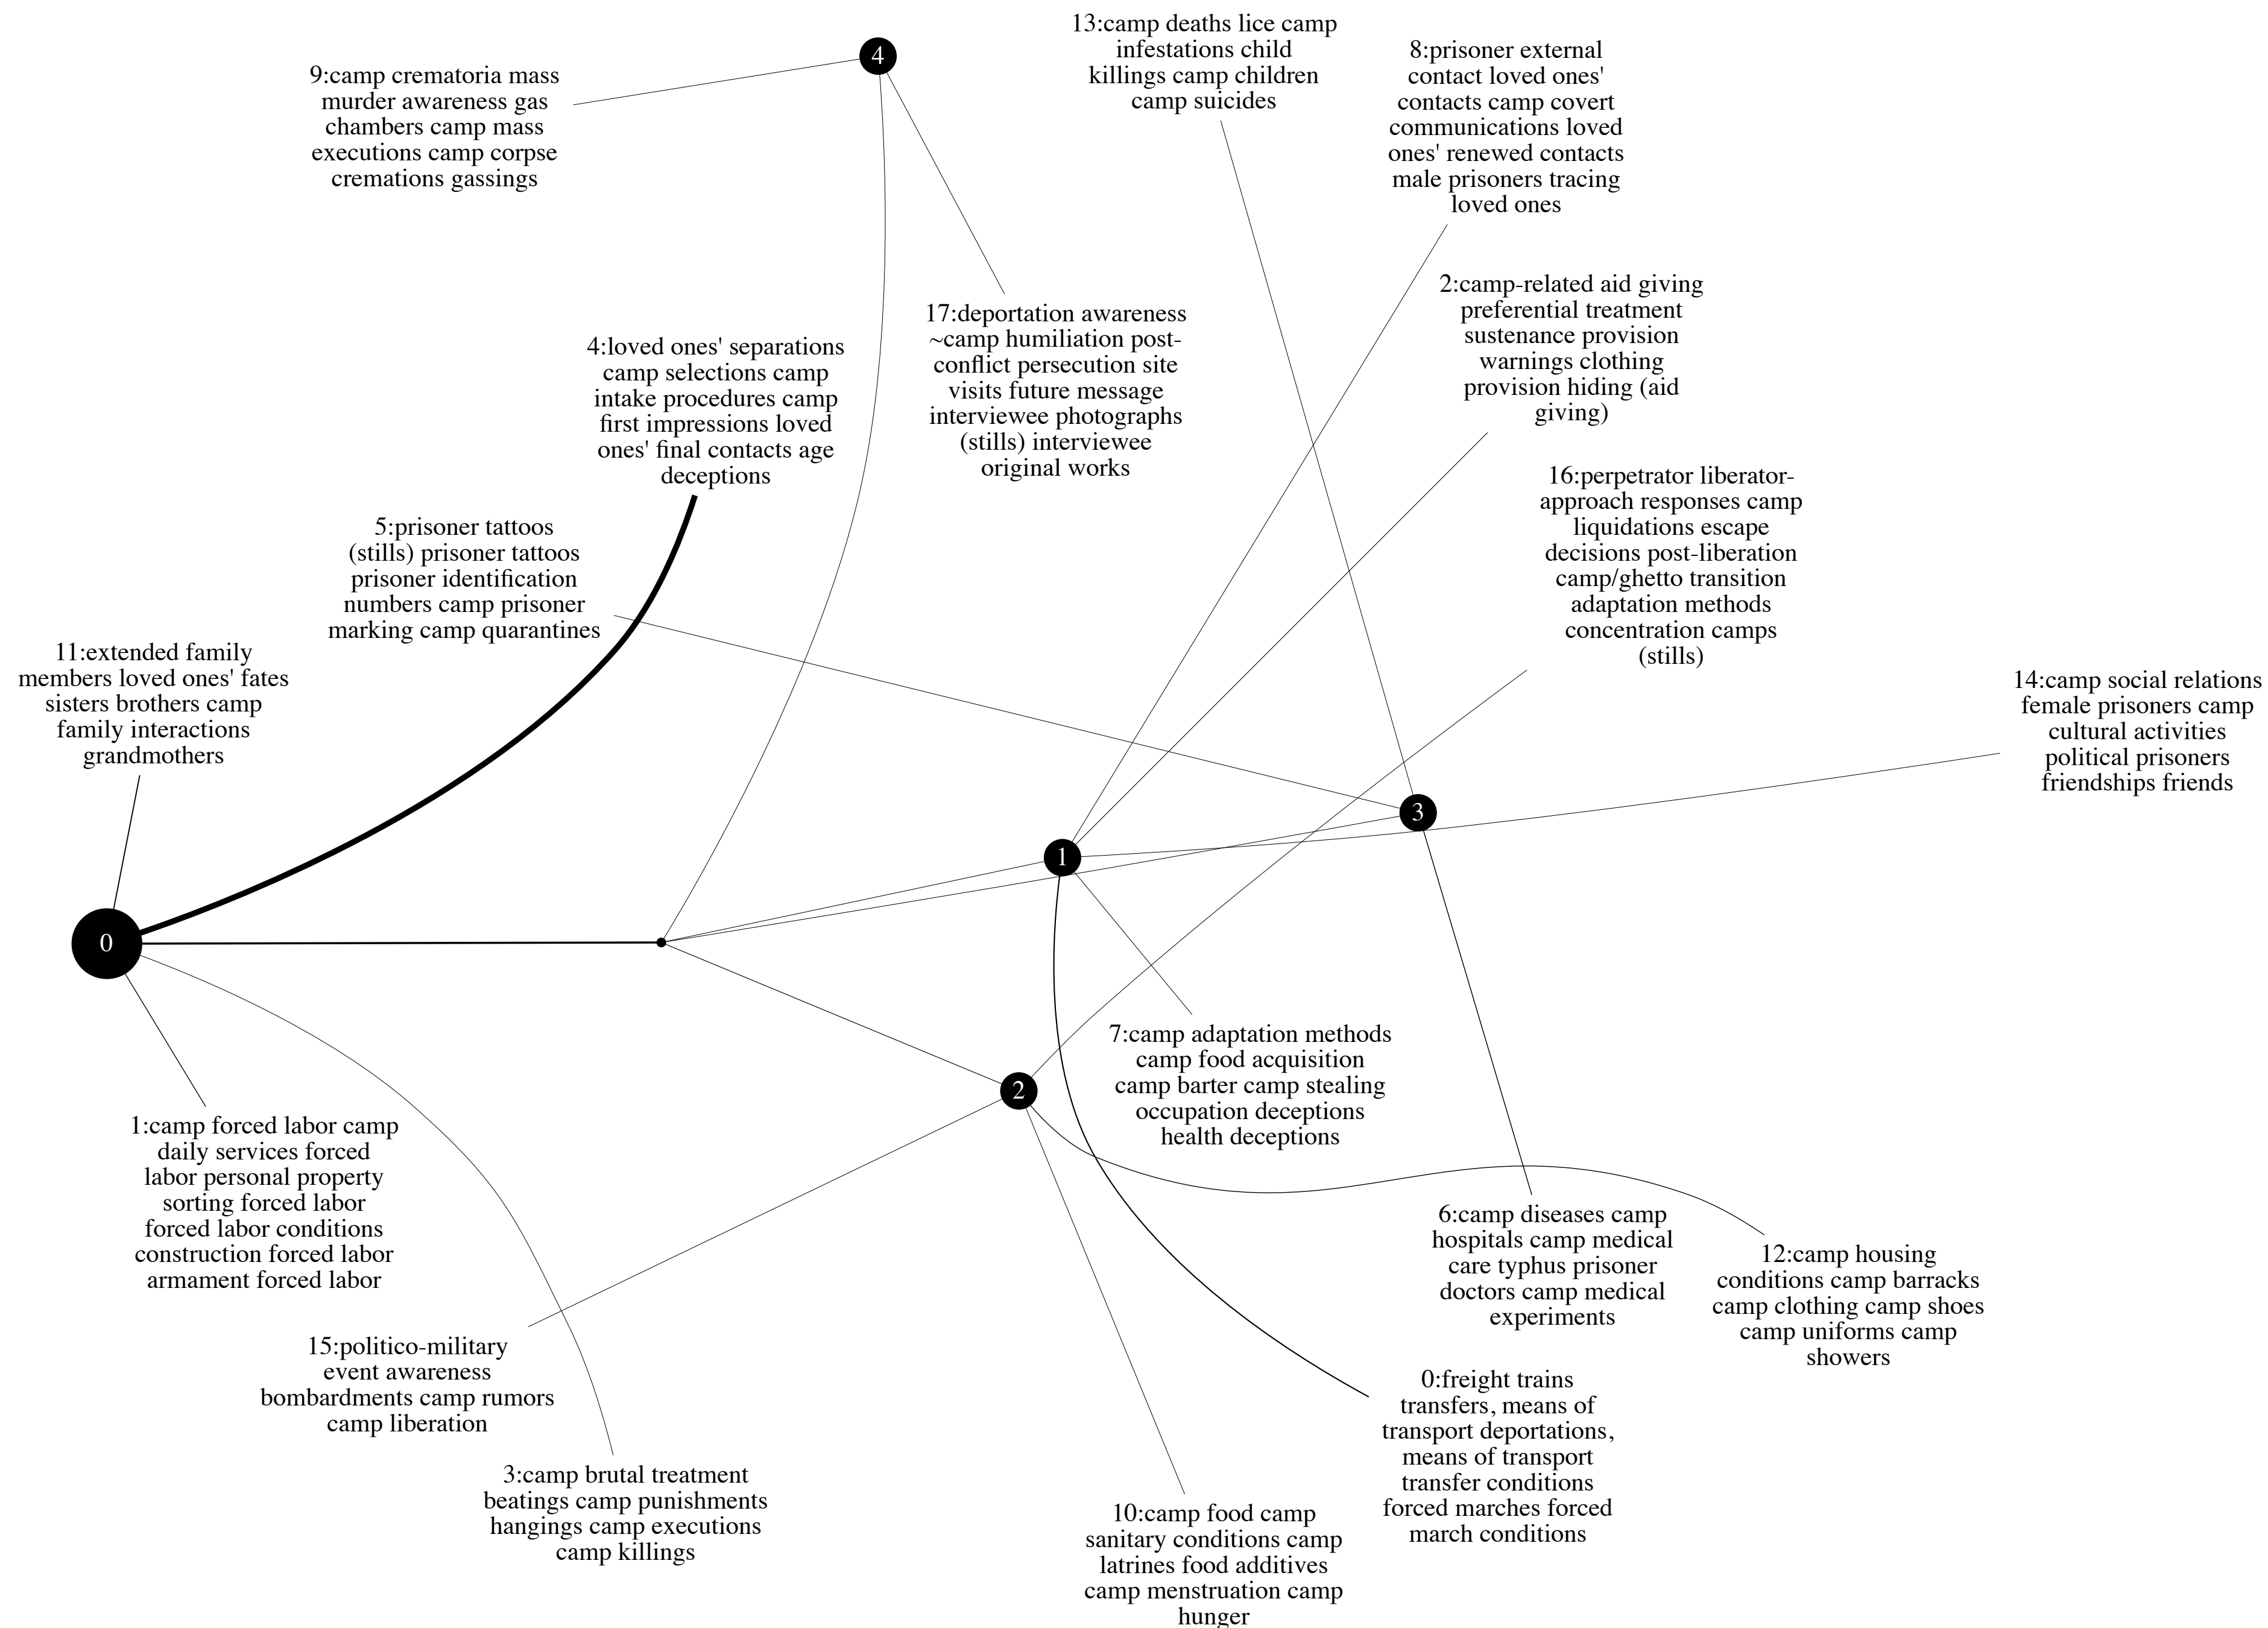 13:camp deaths lice camp
infestations child
killings camp children
camp suicides
4
8:prisoner external
contact loved ones'
contacts camp covert
communications loved
ones' renewed contacts
male prisoners tracing
loved ones
9:camp crematoria mass
murder awareness gas
chambers camp mass
executions camp corpse
cremations gassings
2:camp-related aid giving
preferential treatment
sustenance provision
warnings clothing
provision hiding (aid
giving)
17:deportation awareness
~camp humiliation post-
conflict persecution site
visits future message
interviewee photographs
(stills) interviewee
original works
4:loved ones' separations
camp selections camp
intake procedures camp
first impressions loved
ones' final contacts age
deceptions
16:perpetrator liberator-
approach responses camp
liquidations escape
decisions post-liberation
camp/ghetto transition
adaptation methods
concentration camps
(stills)
5:prisoner tattoos
(stills) prisoner tattoos
prisoner identification
numbers camp prisoner
marking camp quarantines
11:extended family
members loved ones' fates
sisters brothers camp
family interactions
grandmothers
14:camp social relations
female prisoners camp
cultural activities
political prisoners
friendships friends
3
1
0
7:camp adaptation methods
camp food acquisition
camp barter camp stealing
occupation deceptions
health deceptions
2
1:camp forced labor camp
daily services forced
labor personal property
sorting forced labor
forced labor conditions
construction forced labor
armament forced labor
6:camp diseases camp
hospitals camp medical
care typhus prisoner
doctors camp medical
experiments
12:camp housing
conditions camp barracks
camp clothing camp shoes
camp uniforms camp
showers
15:politico-military
event awareness
bombardments camp rumors
camp liberation
0:freight trains
transfers, means of
transport deportations,
means of transport
transfer conditions
forced marches forced
march conditions
3:camp brutal treatment
beatings camp punishments
hangings camp executions
camp killings
10:camp food camp
sanitary conditions camp
latrines food additives
camp menstruation camp
hunger